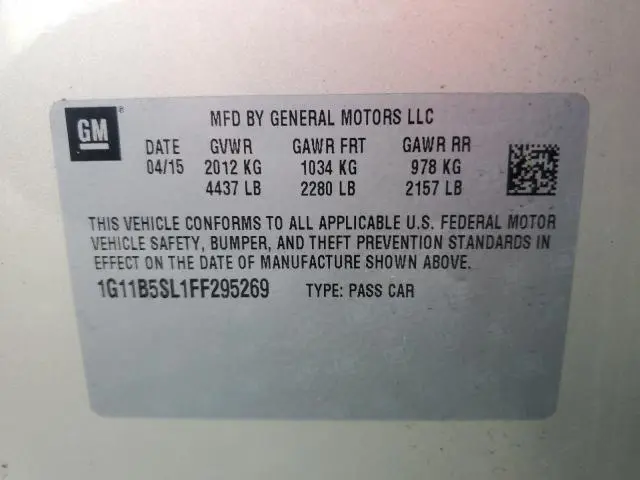 GM ®
MFD BY GENERAL MOTORS LLC
DATE GVWR GAWR FRT GAWR RR
04/15 2012 KG 1034 KG 978 KG
4437 LB 2280 LB 2157 LB
THIS VEHICLE CONFORMS TO ALL APPLICABLE U.S. FEDERAL MOTOR
VEHICLE SAFETY, BUMPER, AND THEFT PREVENTION STANDARDS IN
EFFECT ON THE DATE OF MANUFACTURE SHOWN ABOVE.
1G11B5SL1FF295269 TYPE: PASS CAR